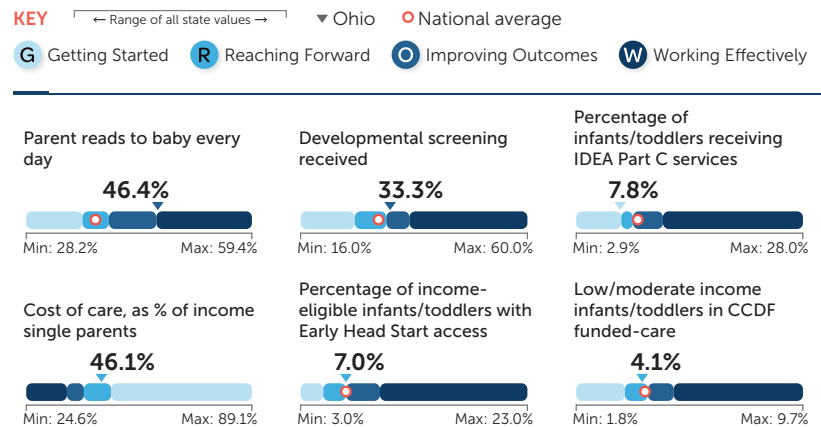 KEY
← Range of all state values →
Ohio
National average
G Getting Started
R Reaching Forward
O Improving Outcomes
W Working Effectively
Parent reads to baby every
day
46.4%
Min: 28.2%
Max: 59.4%
Developmental screening
received
33.3%
Min: 16.0%
Max: 60.0%
Percentage of
infants/toddlers receiving
IDEA Part C services
7.8%
Min: 2.9%
Max: 28.0%
Cost of care, as % of income
single parents
46.1%
Min: 24.6%
Max: 89.1%
Percentage of income-
eligible infants/toddlers with
Early Head Start access
7.0%
Min: 3.0%
Max: 23.0%
Low/moderate income
infants/toddlers in CCDF
funded-care
4.1%
Min: 1.8%
Max: 9.7%